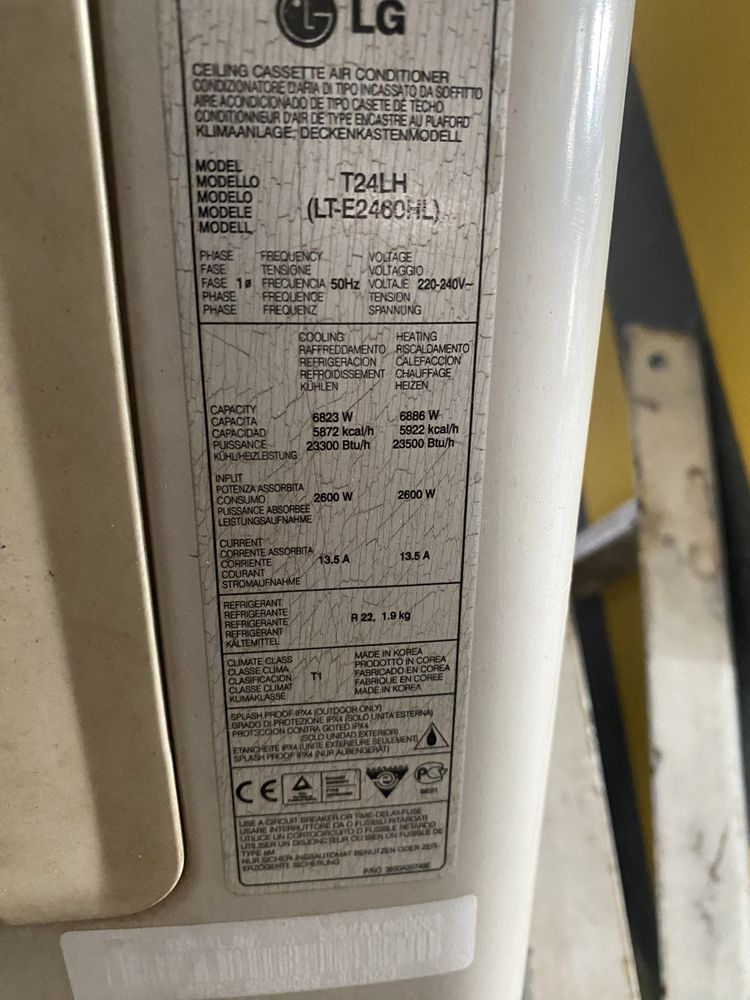 LG
CEILING CASSETTE AIR CONDITIONER
CONDIZIONATORE D'ARIA DI TIPO INCASSATO DA SOFFITTO
AIRE ACONDICIONADO DE TIPO CASETE DE TECHO
CONDITIONNEUR D'AIR DE TYPE ENCASTRE AU PLAFORD
KLIMAANLAGE, DECKENKASTENMODELL
MODEL
MODELLO
MODELO
MODELE
MODELL
T24LH
(LT-E2460HL)
PHASE FREQUENCY VOLTAGE
FASE TENSIONE VOLTAGGIO
FASE 1ø FRECUENCIA 50Hz VOLTAJE 220-240V~
PHASE FREQUENCE TENSION
PHASE FREQUENZ SPANNUNG
COOLING HEATING
RAFFREDDAMENTO RISCALDAMENTO
REFRIGERACION CALEFACCION
REFROIDISSEMENT CHAUFFAGE
KÜHLEN HEIZEN
CAPACITY
CAPACITA 6823 W 6886 W
CAPACIDAD 5872 kcal/h 5922 kcal/h
PUISSANCE 23300 Btu/h 23500 Btu/h
KÜHL/HEIZLEISTUNG
INPUT
POTENZA ASSORBITA
CONSUMO 2600 W 2600 W
PUISSANCE ABSORBEE
LEISTUNGSAUFNAHME
CURRENT
CORRENTE ASSORBITA
CORRIENTE 13.5 A 13.5 A
COURANT
STROMAUFNAHME
REFRIGERANT
REFRIGERANTE
REFRIGERANTE R 22, 1.9 kg
REFRIGERANT
KÄLTEMITTEL
CLIMATE CLASS MADE IN KOREA
CLASSE CLIMA PRODOTTO IN COREA
CLASIFICACION T1 FABRICADO EN COREA
CLASSE CLIMAT FABRIQUE EN COREE
KLIMAKLASSE MADE IN KOREA
SPLASH PROOF IPX4 (OUTDOOR ONLY)
GRADO DI PROTEZIONE IPX4 (SOLO UNITA ESTERNA)
PROTECCION CONTRA GOTEO IPX4
(SOLO UNIDAD EXTERIOR)
ETANCHEITE IPX4 (UNITE EXTERIEURE SEULEMENT)
SPLASH PROOF IPX4 (NUR AUßENGERÄT)
CE
USE A CIRCUIT BREAKER OR TIME-DELAY-FUSE
USARE INTERRUTTORE DA O FUSIBILI RITARDATI
UTILICE UN CORTOCIRCUITO O FUSIBLE RETARDO
UTILISER UN DISJONCTEUR OU BIEN UN FUSIBLE DE
TYPE aM
NUR SICHERUNGSAUTOMAT BENUTZEN ODER ZEIT-
ERZÖGERTE SICHERUNG
P/NO
SERIAL NO.